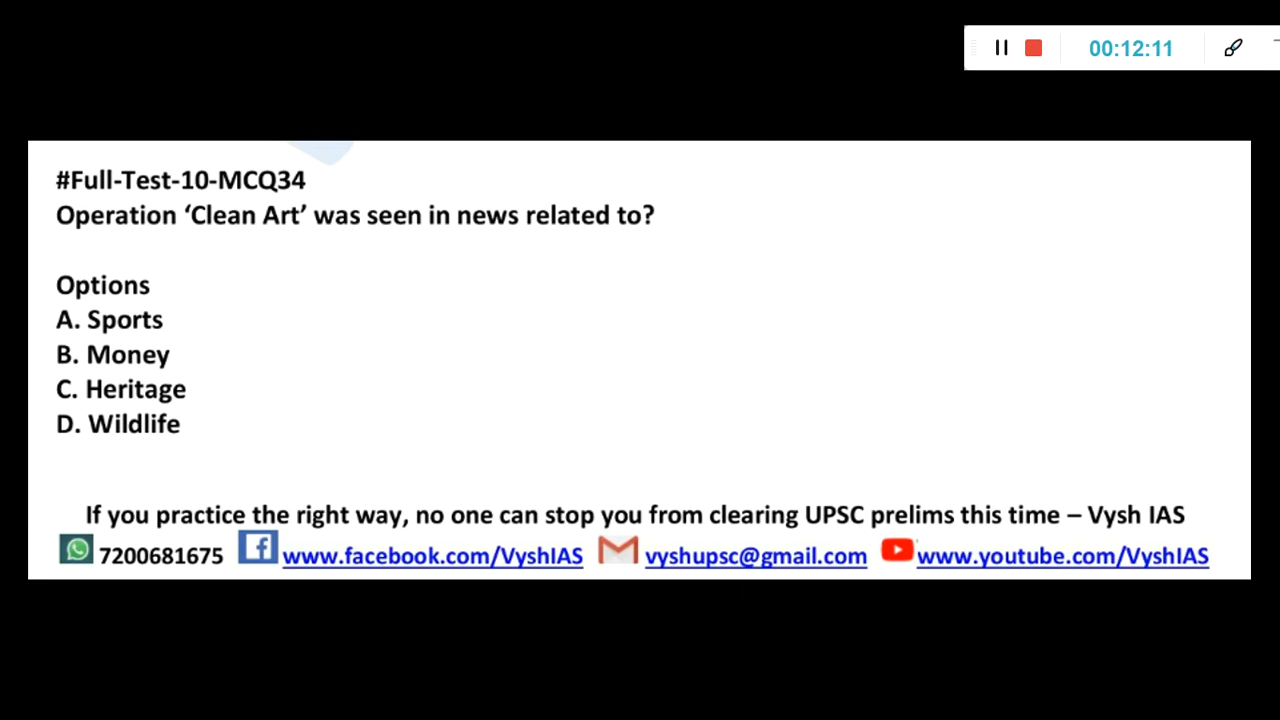 00:12:11
#Full-Test-10-MCQ34
Operation ‘Clean Art’ was seen in news related to?
Options
A. Sports
B. Money
C. Heritage
D. Wildlife
If you practice the right way, no one can stop you from clearing UPSC prelims this time – Vysh IAS
7200681675 www.facebook.com/VyshIAS vyshupsc@gmail.com www.youtube.com/VyshIAS